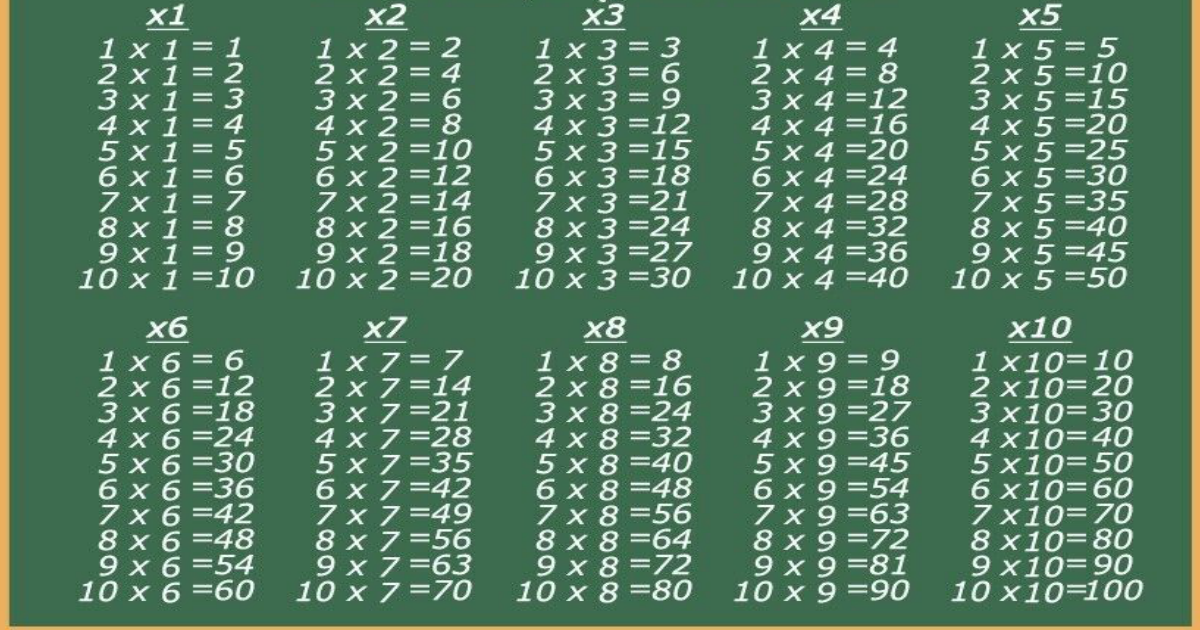 x1 x2 x3 x4 x5
1 x 1 = 1 1 x 2 = 2 1 x 3 = 3 1 x 4 = 4 1 x 5 = 5
2 x 1 = 2 2 x 2 = 4 2 x 3 = 6 2 x 4 = 8 2 x 5 =10
3 x 1 = 3 3 x 2 = 6 3 x 3 = 9 3 x 4 =12 3 x 5 =15
4 x 1 = 4 4 x 2 = 8 4 x 3 =12 4 x 4 =16 4 x 5 =20
5 x 1 = 5 5 x 2 =10 5 x 3 =15 5 x 4 =20 5 x 5 =25
6 x 1 = 6 6 x 2 =12 6 x 3 =18 6 x 4 =24 6 x 5 =30
7 x 1 = 7 7 x 2 =14 7 x 3 =21 7 x 4 =28 7 x 5 =35
8 x 1 = 8 8 x 2 =16 8 x 3 =24 8 x 4 =32 8 x 5 =40
9 x 1 = 9 9 x 2 =18 9 x 3 =27 9 x 4 =36 9 x 5 =45
10 x 1 =10 10 x 2 =20 10 x 3 =30 10 x 4 =40 10 x 5 =50
x6 x7 x8 x9 x10
1 x 6 = 6 1 x 7 = 7 1 x 8 = 8 1 x 9 = 9 1 x10= 10
2 x 6 =12 2 x 7 =14 2 x 8 =16 2 x 9 =18 2 x10= 20
3 x 6 =18 3 x 7 =21 3 x 8 =24 3 x 9 =27 3 x10= 30
4 x 6 =24 4 x 7 =28 4 x 8 =32 4 x 9 =36 4 x10= 40
5 x 6 =30 5 x 7 =35 5 x 8 =40 5 x 9 =45 5 x10= 50
6 x 6 =36 6 x 7 =42 6 x 8 =48 6 x 9 =54 6 x10= 60
7 x 6 =42 7 x 7 =49 7 x 8 =56 7 x 9 =63 7 x10= 70
8 x 6 =48 8 x 7 =56 8 x 8 =64 8 x 9 =72 8 x10= 80
9 x 6 =54 9 x 7 =63 9 x 8 =72 9 x 9 =81 9 x10= 90
10 x 6 =60 10 x 7 =70 10 x 8 =80 10 x 9 =90 10 x10=100